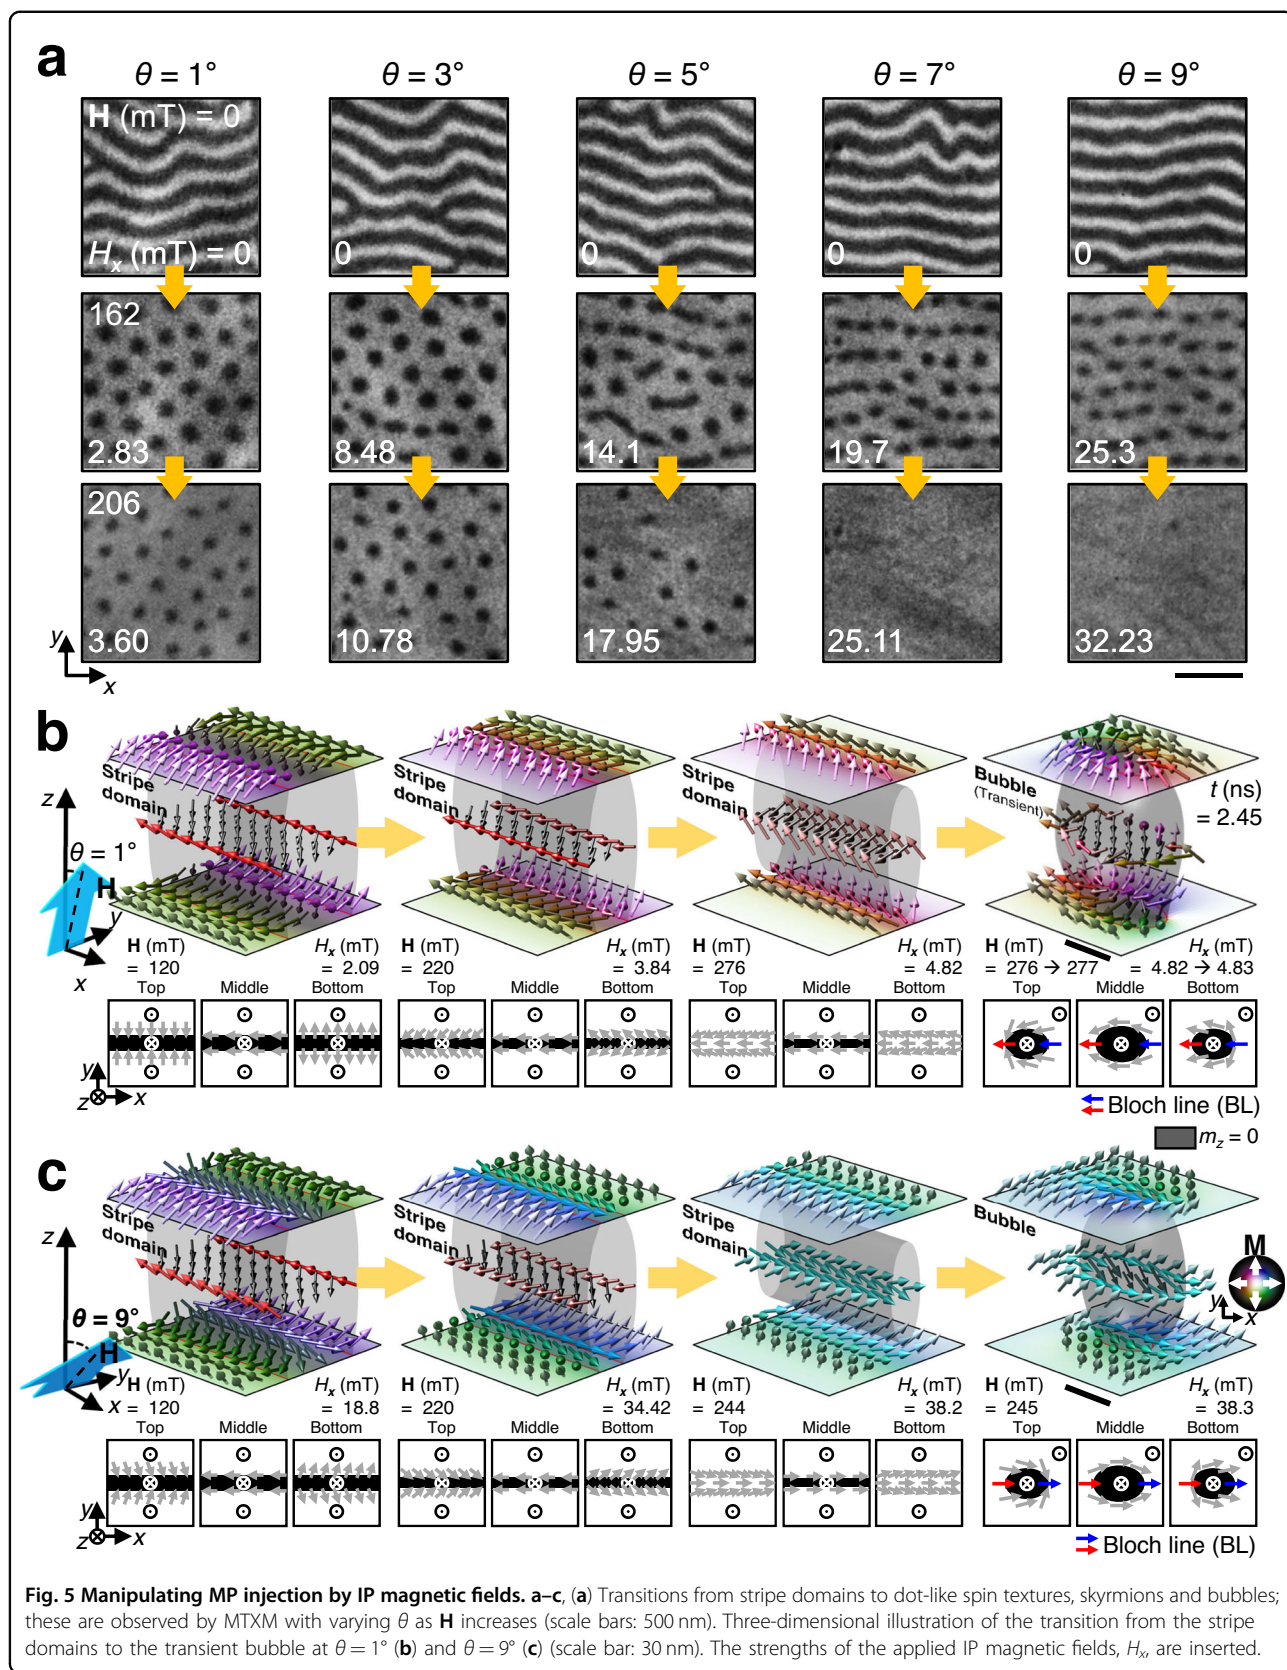 a
θ = 1° θ = 3° θ = 5° θ = 7° θ = 9°
H (mT) = 0
Hₓ (mT) = 0 0 0 0 0
162
2.83 8.48 14.1 19.7 25.3
206
3.60 10.78 17.95 25.11 32.23
y
x
b
Stripe domain Stripe domain Stripe domain Bubble (Transient) t (ns) = 2.45
z
θ = 1°
H
y
x
H (mT) = 120 Hₓ (mT) = 2.09 H (mT) = 220 Hₓ (mT) = 3.84 H (mT) = 276 Hₓ (mT) = 4.82 H (mT) = 276 → 277 Hₓ (mT) = 4.82 → 4.83
Top Middle Bottom Top Middle Bottom Top Middle Bottom Top Middle Bottom
y
z x
Bloch line (BL)
m_z = 0
c
Stripe domain Stripe domain Stripe domain Bubble
z
θ = 9°
H
y
x
M
y
x
H (mT) = 120 Hₓ (mT) = 18.8 H (mT) = 220 Hₓ (mT) = 34.42 H (mT) = 244 Hₓ (mT) = 38.2 H (mT) = 245 Hₓ (mT) = 38.3
Top Middle Bottom Top Middle Bottom Top Middle Bottom Top Middle Bottom
y
z x
Bloch line (BL)
Fig. 5 Manipulating MP injection by IP magnetic fields. a–c, (a) Transitions from stripe domains to dot-like spin textures, skyrmions and bubbles;
these are observed by MTXM with varying θ as H increases (scale bars: 500 nm). Three-dimensional illustration of the transition from the stripe
domains to the transient bubble at θ = 1° (b) and θ = 9° (c) (scale bar: 30 nm). The strengths of the applied IP magnetic fields, Hₓ, are inserted.